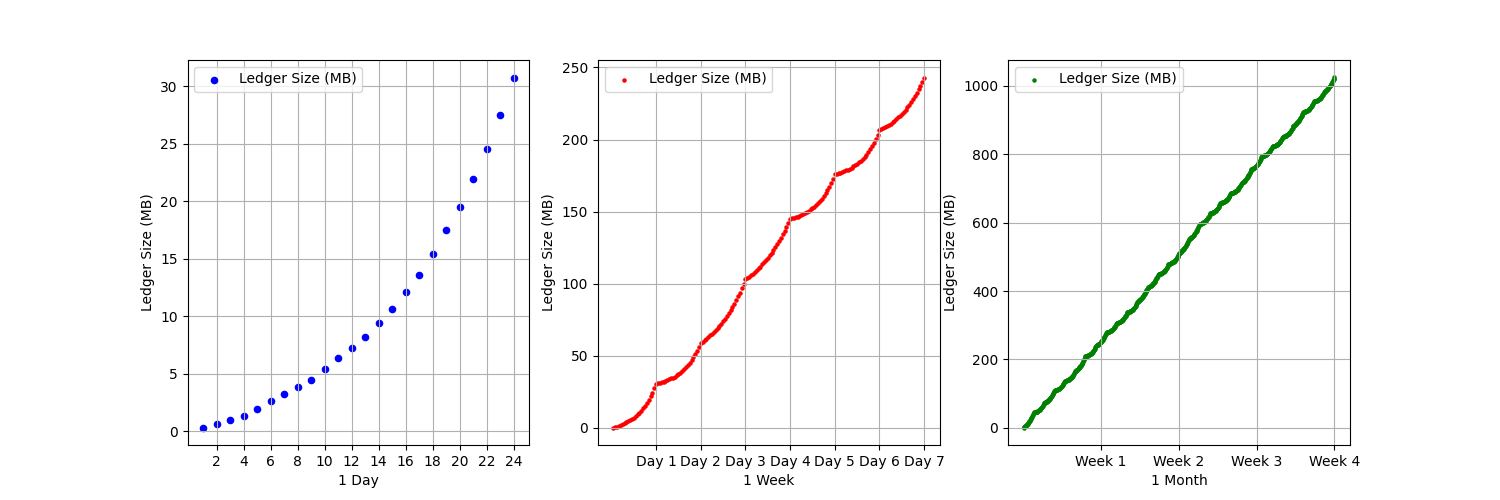 Ledger Size (MB)
30
25
20
15
10
5
0
Ledger Size (MB)
2 4 6 8 10 12 14 16 18 20 22 24
1 Day
Ledger Size (MB)
250
200
150
100
50
0
Ledger Size (MB)
Day 1 Day 2 Day 3 Day 4 Day 5 Day 6 Day 7
1 Week
Ledger Size (MB)
1000
800
600
400
200
0
Ledger Size (MB)
Week 1 Week 2 Week 3 Week 4
1 Month